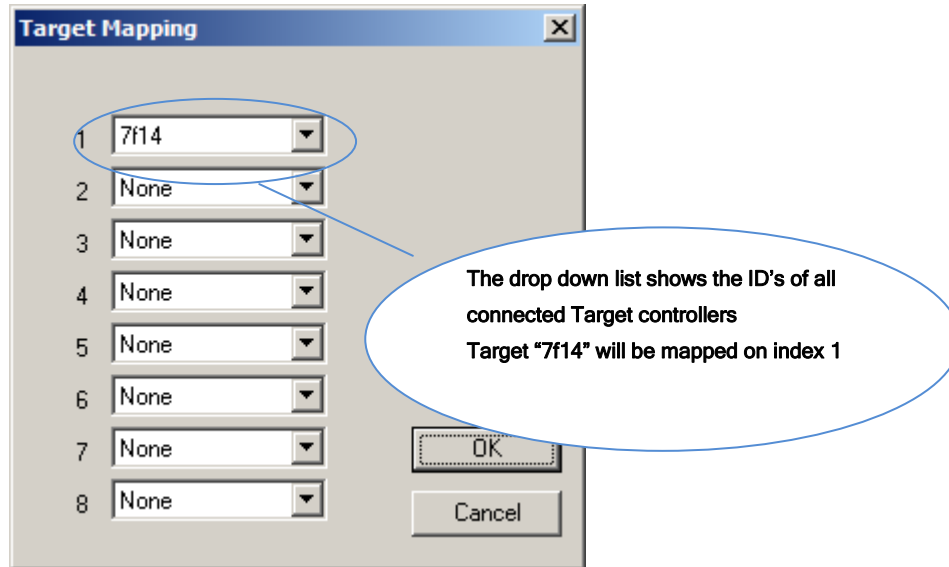 Target Mapping
1 7f14
2 None
3 None
4 None
5 None
6 None
7 None
8 None
The drop down list shows the ID’s of all
connected Target controllers
Target “7f14” will be mapped on index 1
OK
Cancel